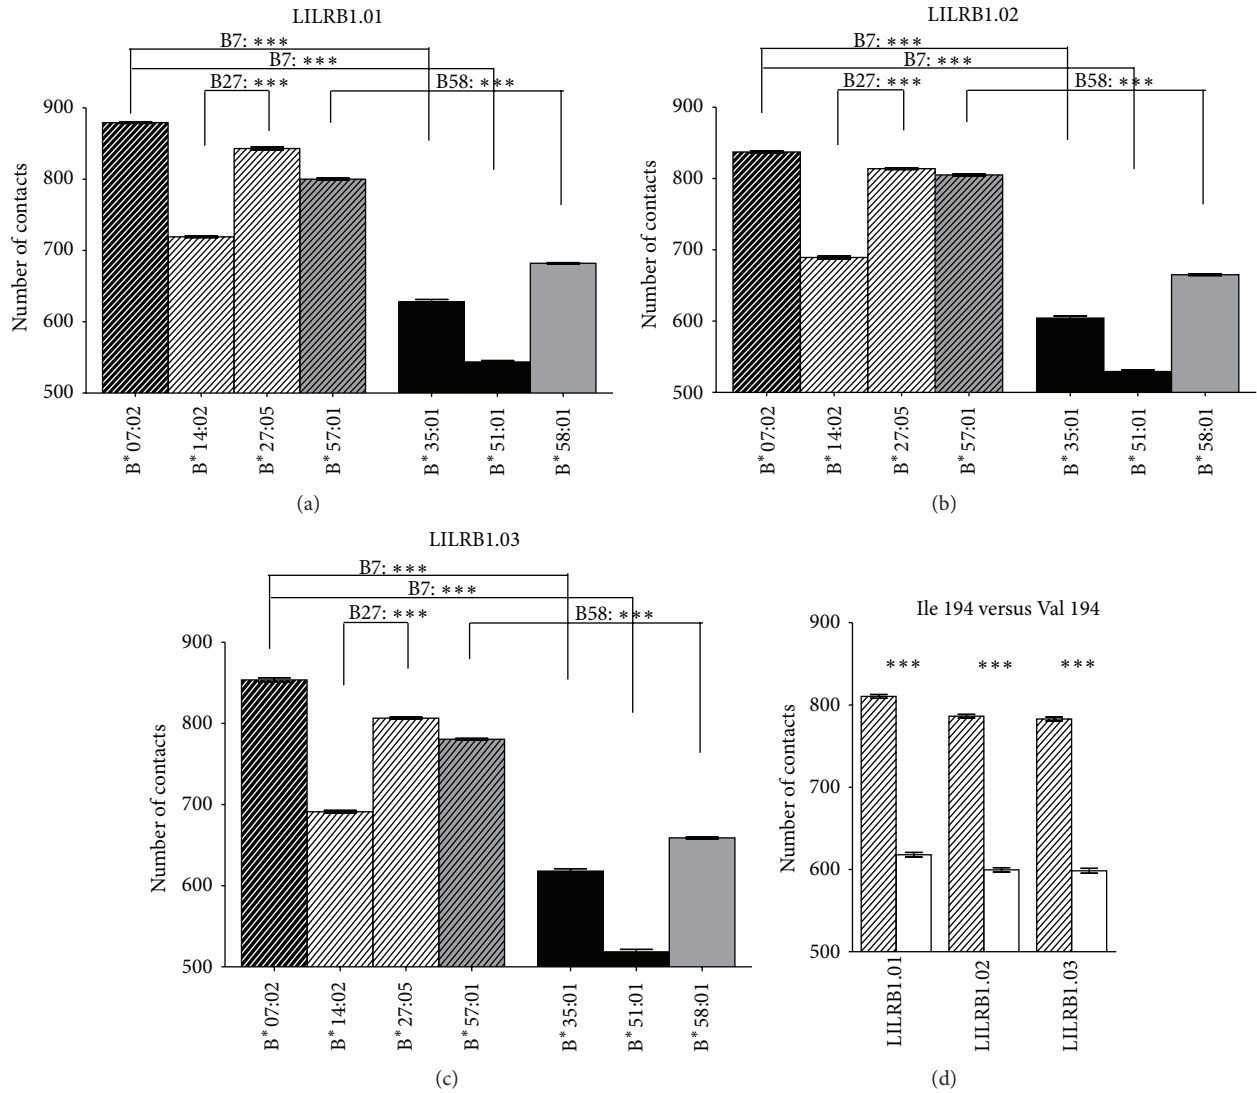 LILRB1.01
B7: ***
B7: ***
B27: ***
B58: ***
Number of contacts
900
800
700
600
500
B*07:02
B*14:02
B*27:05
B*57:01
B*35:01
B*51:01
B*58:01
(a)
LILRB1.02
B7: ***
B7: ***
B27: ***
B58: ***
Number of contacts
900
800
700
600
500
B*07:02
B*14:02
B*27:05
B*57:01
B*35:01
B*51:01
B*58:01
(b)
LILRB1.03
B7: ***
B7: ***
B27: ***
B58: ***
Number of contacts
900
800
700
600
500
B*07:02
B*14:02
B*27:05
B*57:01
B*35:01
B*51:01
B*58:01
(c)
Ile 194 versus Val 194
*** *** ***
Number of contacts
900
800
700
600
500
LILRB1.01
LILRB1.02
LILRB1.03
(d)